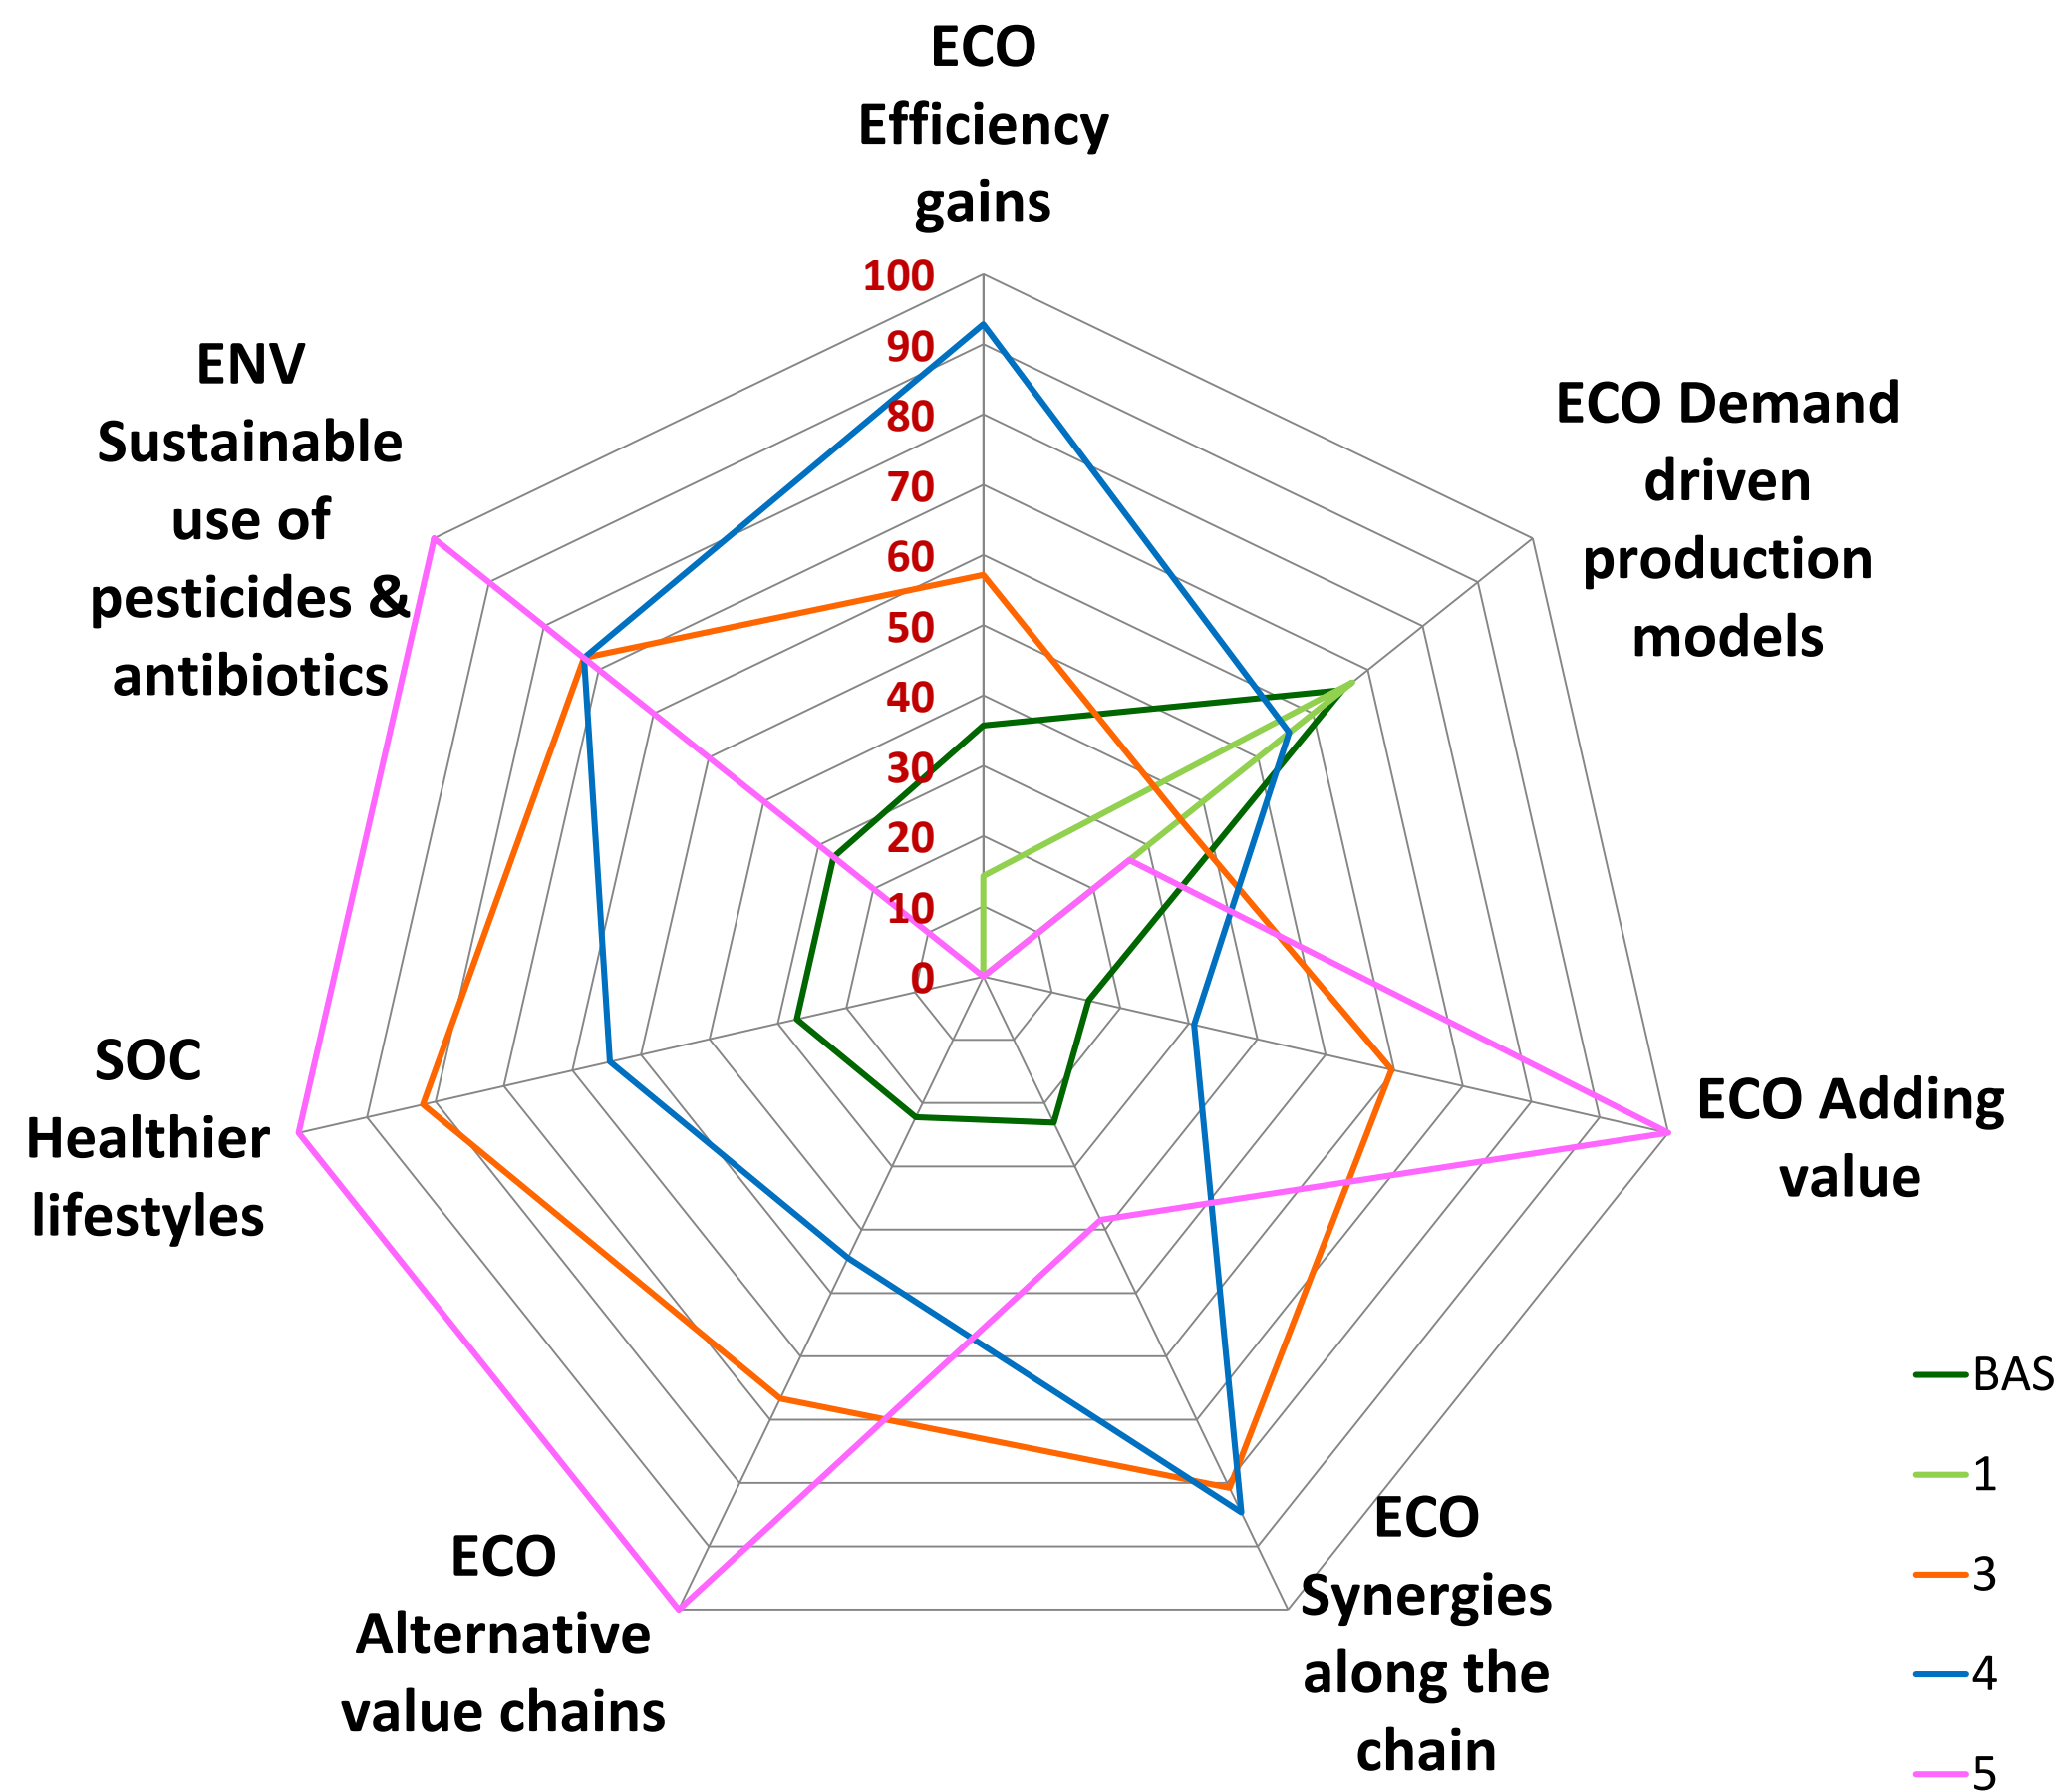 ECO
Efficiency
gains
ECO Demand
driven
production
models
ECO Adding
value
ECO
Synergies
along the
chain
ECO
Alternative
value chains
SOC
Healthier
lifestyles
ENV
Sustainable
use of
pesticides &
antibiotics
100
90
80
70
60
50
40
30
20
10
0
BAS
1
3
4
5